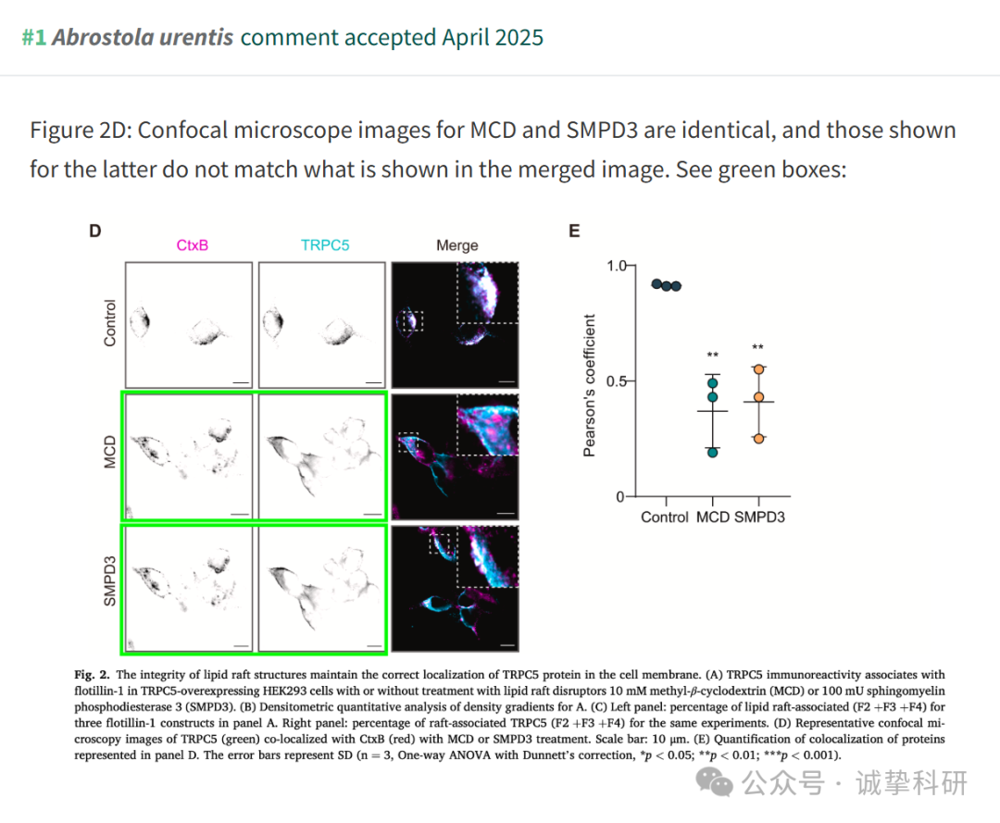 #1 Abrostola urentis comment accepted April 2025
Figure 2D: Confocal microscope images for MCD and SMPD3 are identical, and those shown
for the latter do not match what is shown in the merged image. See green boxes:
D
CtxB
TRPC5
Merge
Control
MCD
SMPD3
E
Pearson's coefficient
1.0
0.5
0
**
**
Control MCD SMPD3
Fig. 2. The integrity of lipid raft structures maintain the correct localization of TRPC5 protein in the cell membrane. (A) TRPC5 immunoreactivity associates with
flotillin-1 in TRPC5-overexpressing HEK293 cells with or without treatment with lipid raft disruptors 10 mM methyl-β-cyclodextrin (MCD) or 100 mU sphingomyelin
phosphodiesterase 3 (SMPD3). (B) Densitometric quantitative analysis of density gradients for A. (C) Left panel: percentage of lipid raft-associated (F2 +F3 +F4) for
three flotillin-1 constructs in panel A. Right panel: percentage of raft-associated TRPC5 (F2 +F3 +F4) for the same experiments. (D) Representative confocal mi-
croscopy images of TRPC5 (green) co-localized with CtxB (red) with MCD or SMPD3 treatment. Scale bar: 10 μm. (E) Quantification of colocalization of proteins
represented in panel D. The error bars represent SD (n = 3, One-way ANOVA with Dunnett's correction, *p < 0.05; **p < 0.01; ***p < 0.001).
公众号 · 诚挚科研